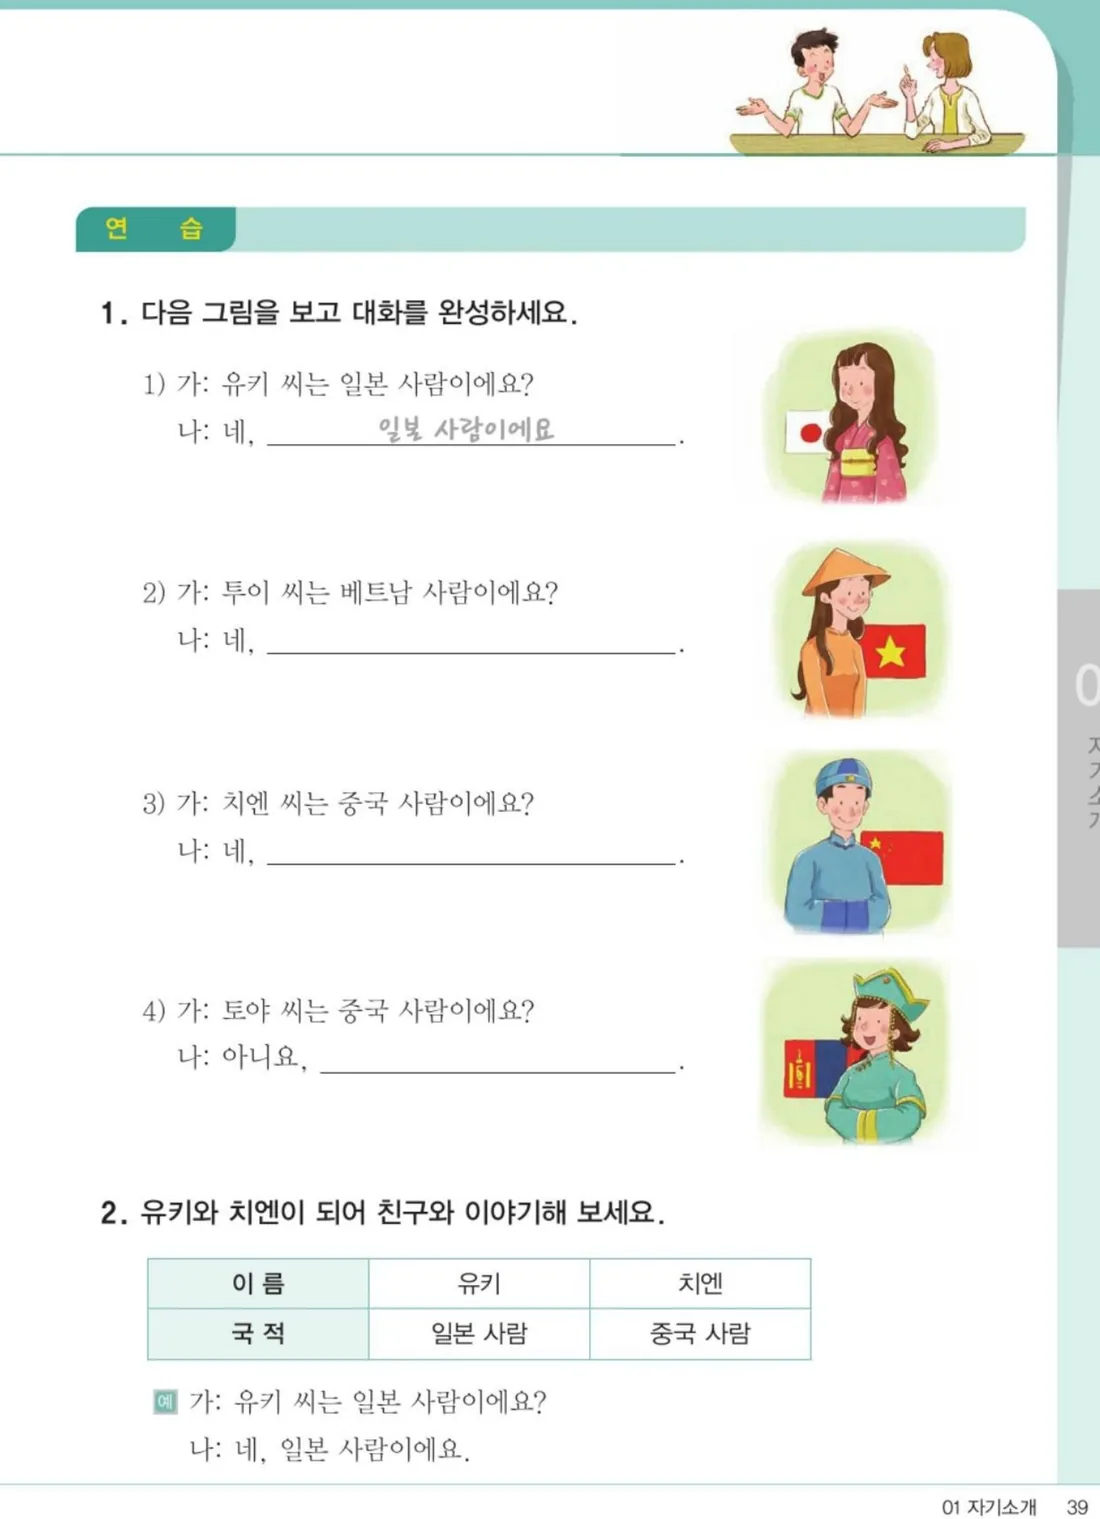 연 습
1. 다음 그림을 보고 대화를 완성하세요.
1) 가: 유키 씨는 일본 사람이에요?
나: 네, 일본 사람이에요.
2) 가: 투이 씨는 베트남 사람이에요?
나: 네, .
3) 가: 치엔 씨는 중국 사람이에요?
나: 네, .
4) 가: 토야 씨는 중국 사람이에요?
나: 아니요, .
자기소개
2. 유키와 치엔이 되어 친구와 이야기해 보세요.
이 름 유키 치엔
국 적 일본 사람 중국 사람
예 가: 유키 씨는 일본 사람이에요?
나: 네, 일본 사람이에요.
01 자기소개 39